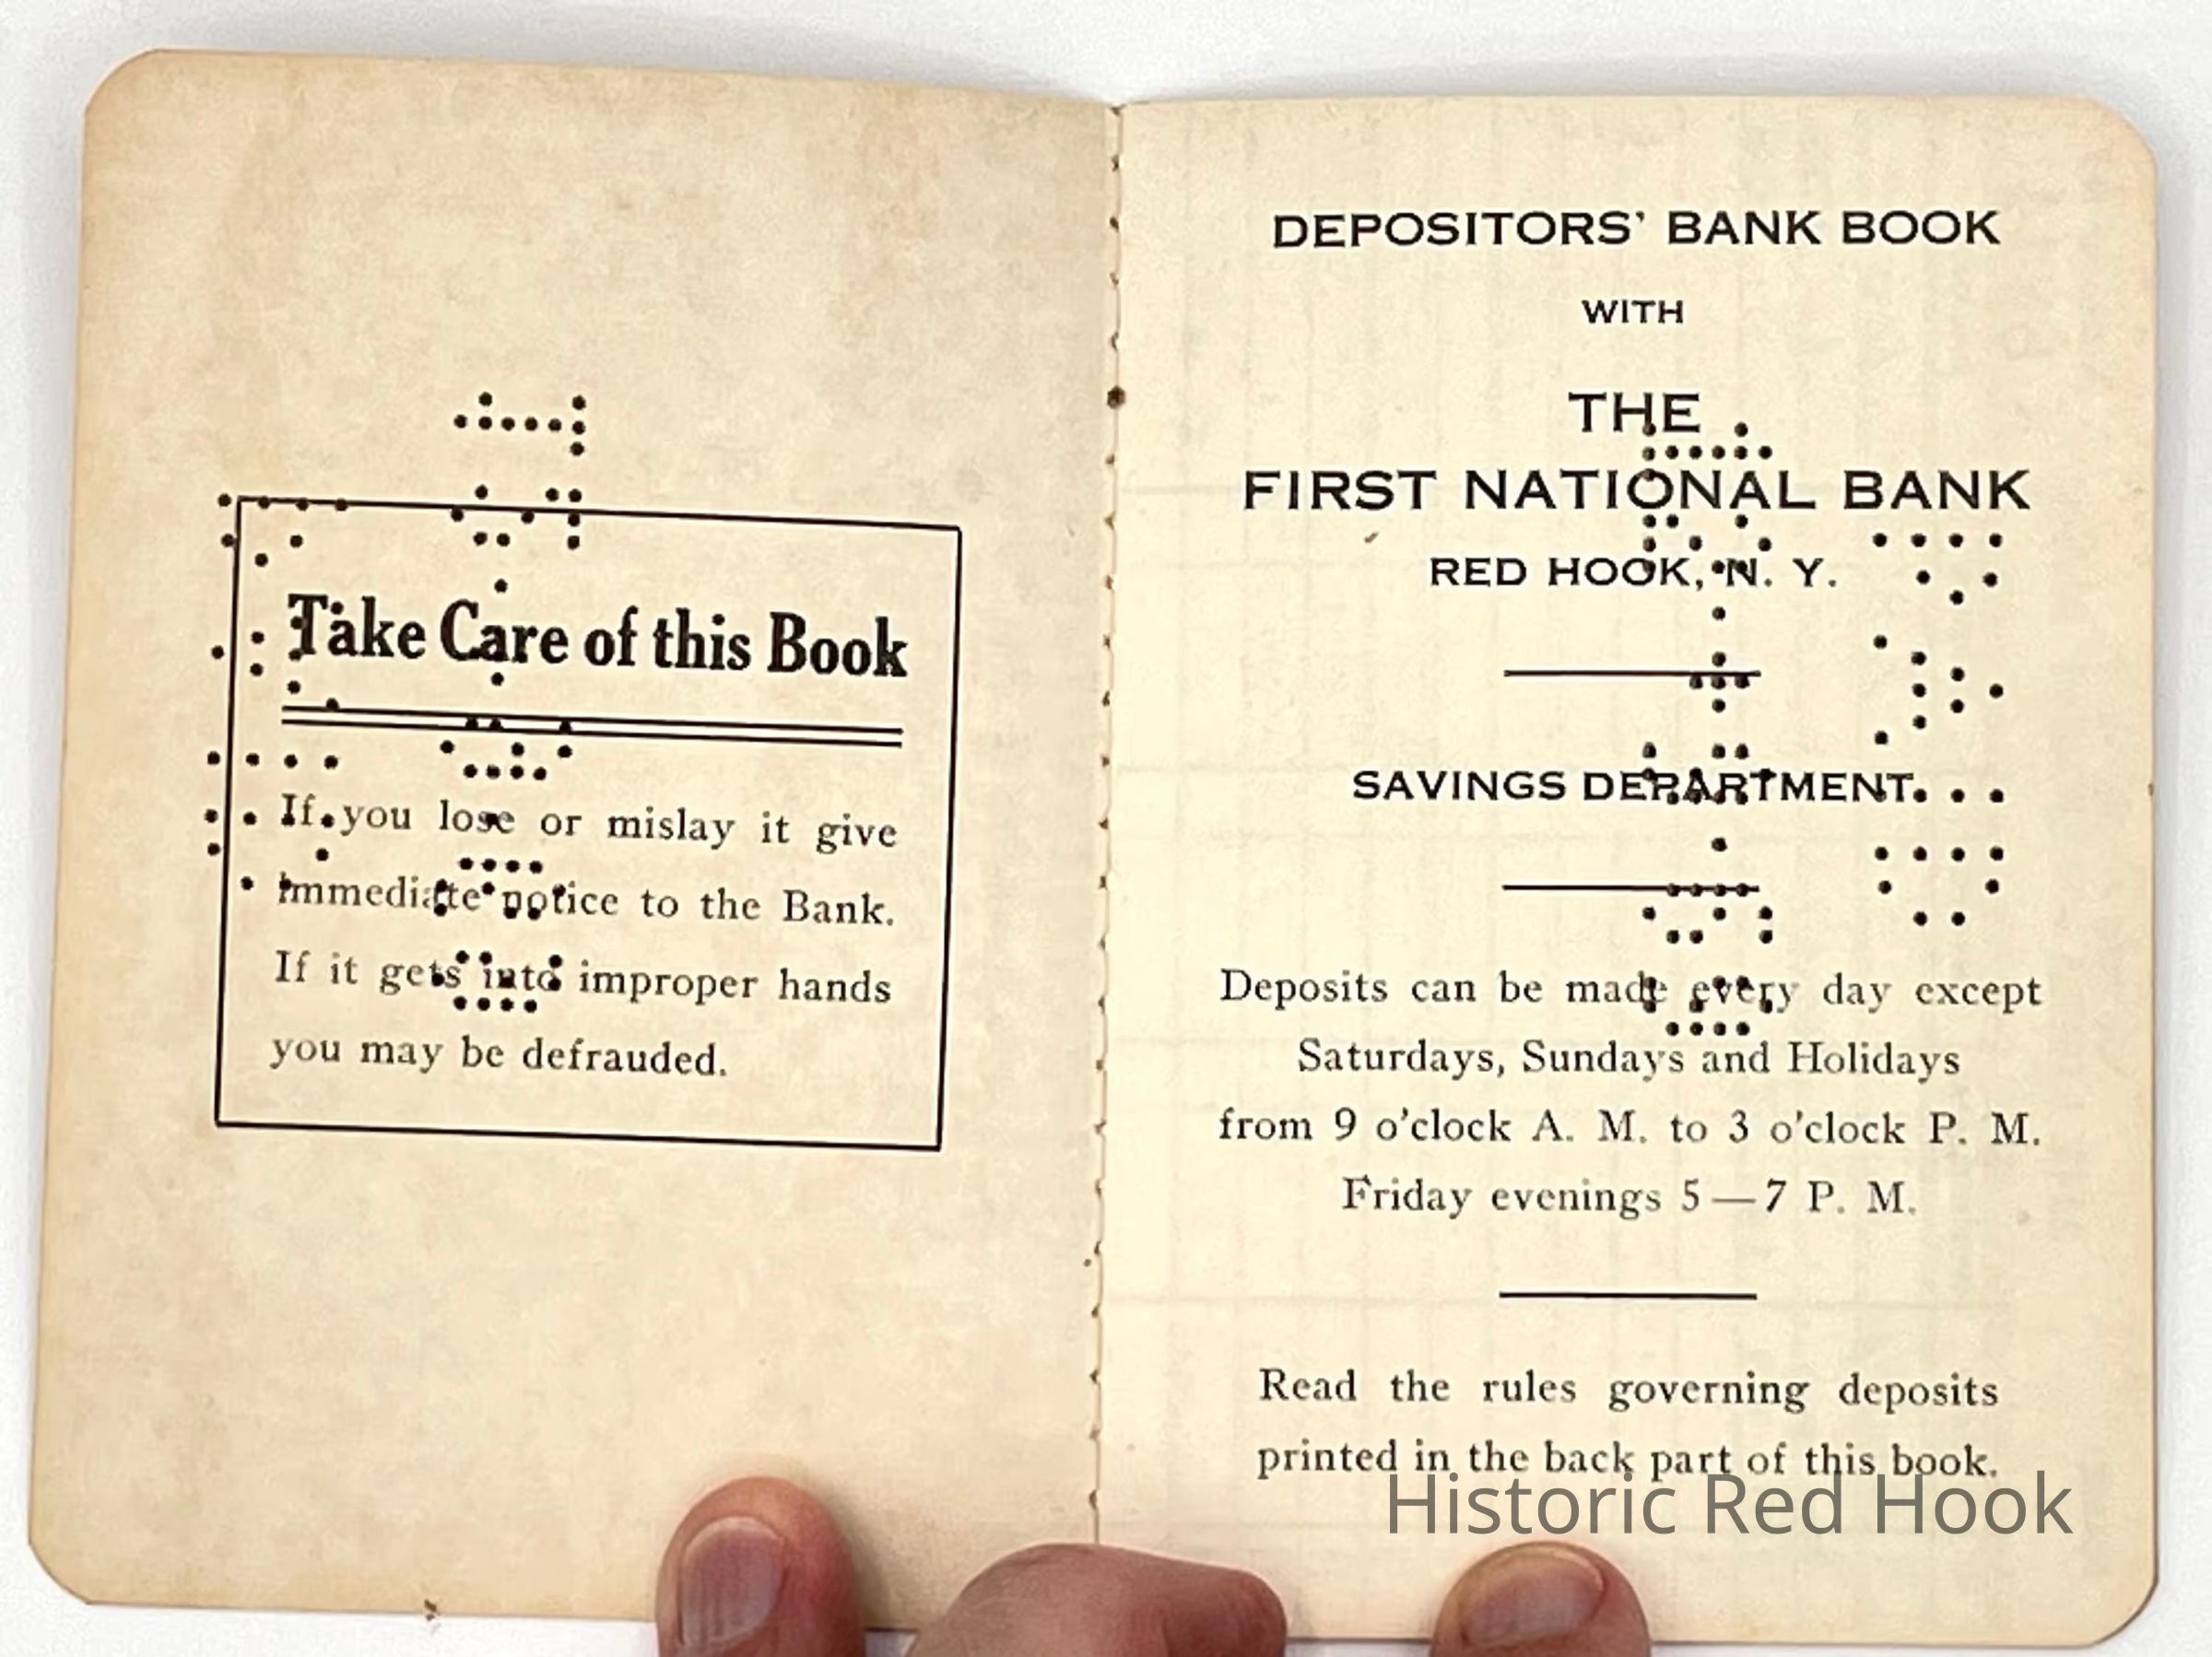 Take Care of this Book
If you lose or mislay it give
immediate notice to the Bank.
If it gets into improper hands
you may be defrauded.
DEPOSITORS' BANK BOOK
WITH
THE
FIRST NATIONAL BANK
RED HOOK, N. Y.
SAVINGS DEPARTMENT
Deposits can be made every day except
Saturdays, Sundays and Holidays
from 9 o'clock A. M. to 3 o'clock P. M.
Friday evenings 5—7 P. M.
Read the rules governing deposits
printed in the back part of this book.
Historic Red Hook